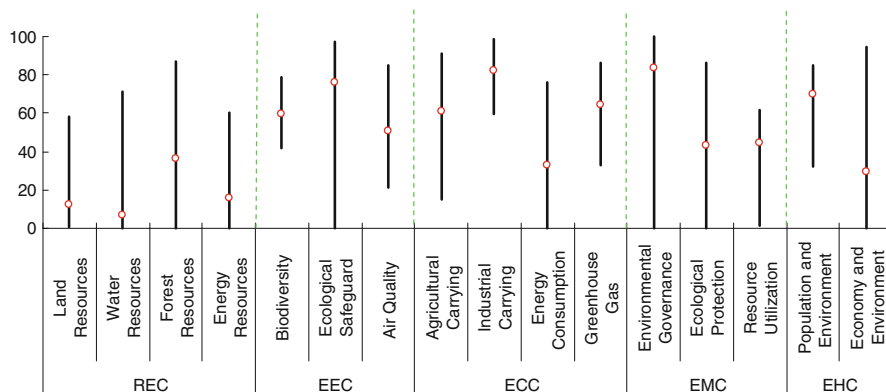 100
80
60
40
20
0
Land
Resources
Water
Resources
Forest
Resources
Energy
Resources
Biodiversity
Ecological
Safeguard
Air Quality
Agricultural
Carrying
Industrial
Carrying
Energy
Consumption
Greenhouse
Gas
Environmental
Governance
Ecological
Protection
Resource
Utilization
Population and
Environment
Economy and
Environment
REC
EEC
ECC
EMC
EHC